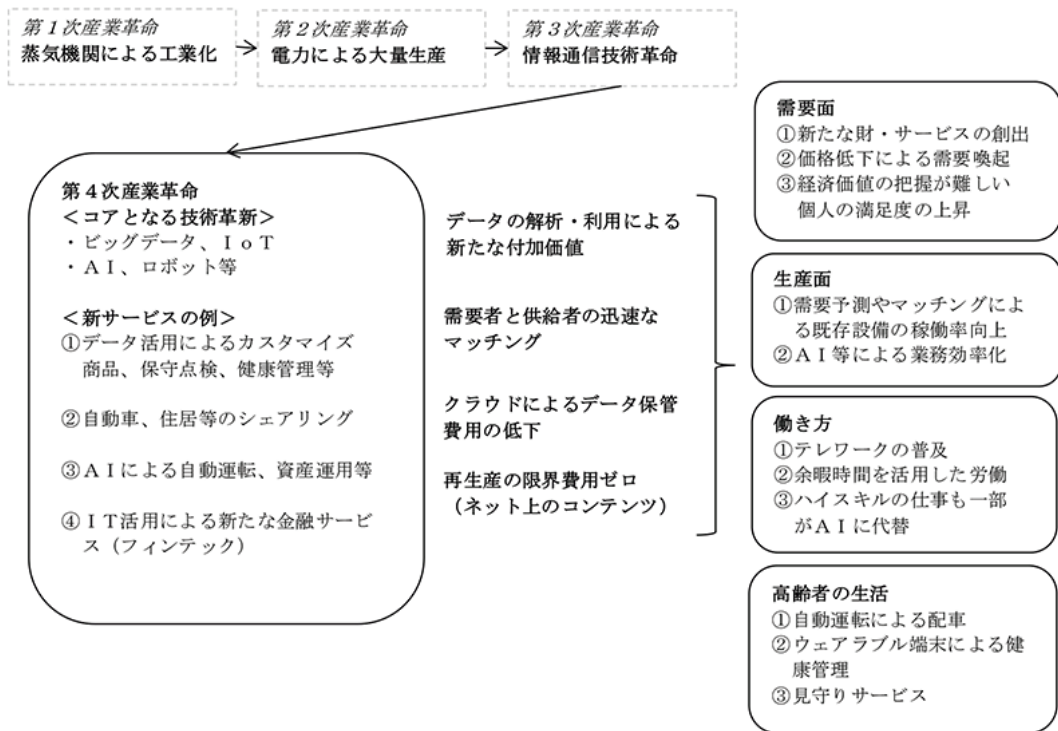 第１次産業革命
蒸気機関による工業化
第２次産業革命
電力による大量生産
第３次産業革命
情報通信技術革命
第４次産業革命
＜コアとなる技術革新＞
・ビッグデータ、ＩｏＴ
・ＡＩ、ロボット等
＜新サービスの例＞
①データ活用によるカスタマイズ
商品、保守点検、健康管理等
②自動車、住居等のシェアリング
③ＡＩによる自動運転、資産運用等
④ＩＴ活用による新たな金融サービ
ス（フィンテック）
データの解析・利用による
新たな付加価値
需要者と供給者の迅速な
マッチング
クラウドによるデータ保管
費用の低下
再生産の限界費用ゼロ
（ネット上のコンテンツ）
需要面
①新たな財・サービスの創出
②価格低下による需要喚起
③経済価値の把握が難しい
個人の満足度の上昇
生産面
①需要予測やマッチングによ
る既存設備の稼働率向上
②ＡＩ等による業務効率化
働き方
①テレワークの普及
②余暇時間を活用した労働
③ハイスキルの仕事も一部
がＡＩに代替
高齢者の生活
①自動運転による配車
②ウェアラブル端末による健
康管理
③見守りサービス